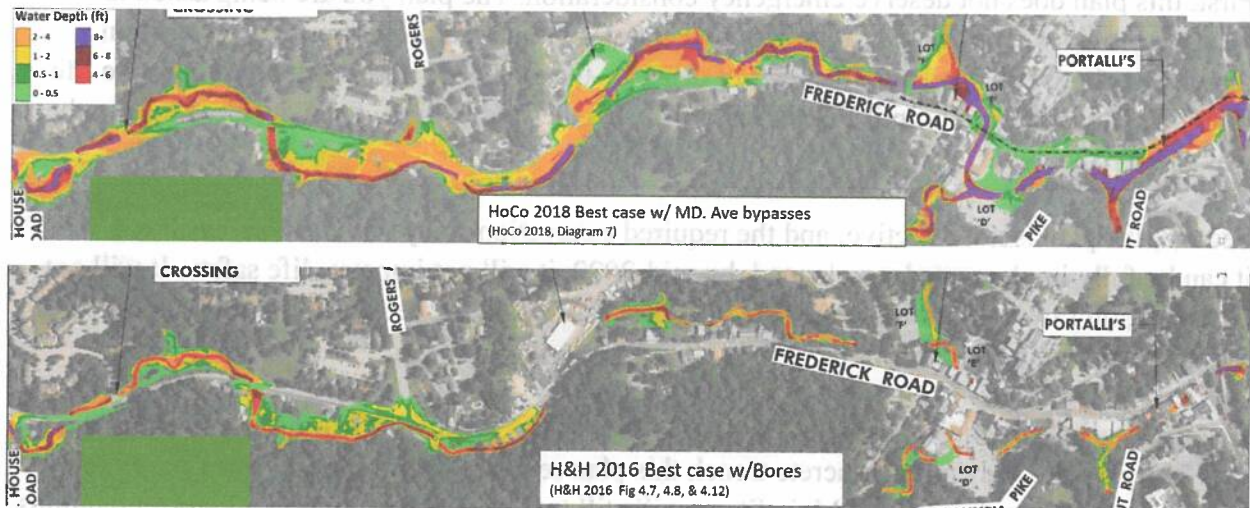 CROSSING
Water Depth (ft)
2 - 4
8+
1 - 2
6 - 8
0.5 - 1
4 - 6
0 - 0.5
ROGERS
LOT
LOT
PORTALLI'S
FREDERICK ROAD
HOUSE
OAD
HoCo 2018 Best case w/ MD. Ave bypasses
(HoCo 2018, Diagram 7)
LOT
'D'
PIKE
ROAD
CROSSING
ROGERS
LOT
'F'
LOT
'E'
PORTALLI'S
FREDERICK ROAD
HOUSE
OAD
H&H 2016 Best case w/Bores
(H&H 2016 Fig 4.7, 4.8, & 4.12)
LOT
'D'
PIKE
UT ROAD